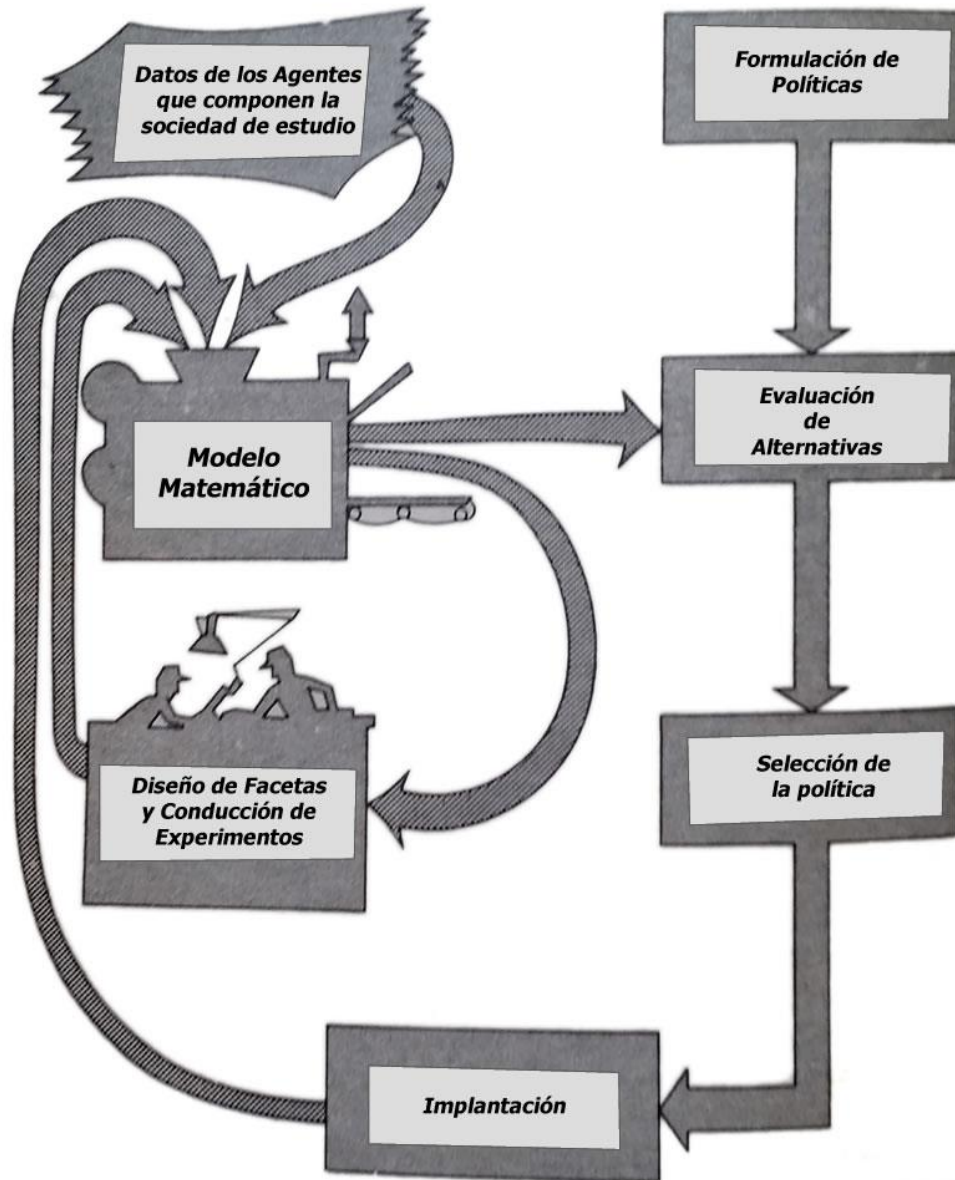 Datos de los Agentes
que componen la
sociedad de estudio
Formulación de
Políticas
Modelo
Matemático
Evaluación
de
Alternativas
Diseño de Facetas
y Conducción de
Experimentos
Selección de
la política
Implantación